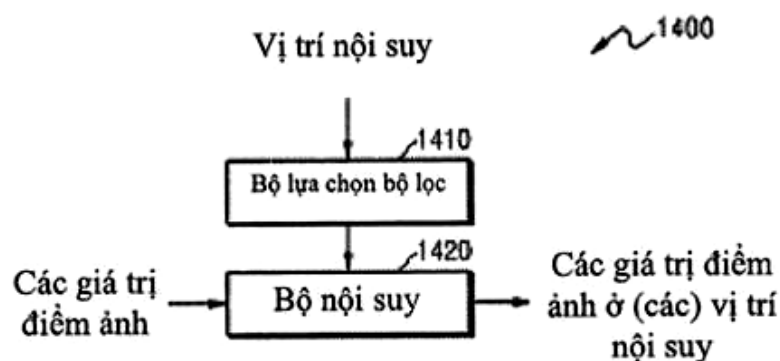 Vị trí nội suy
1400
1410
Bộ lựa chọn bộ lọc
1420
Các giá trị
điểm ảnh
Bộ nội suy
Các giá trị điểm
ảnh ở (các) vị trí
nội suy